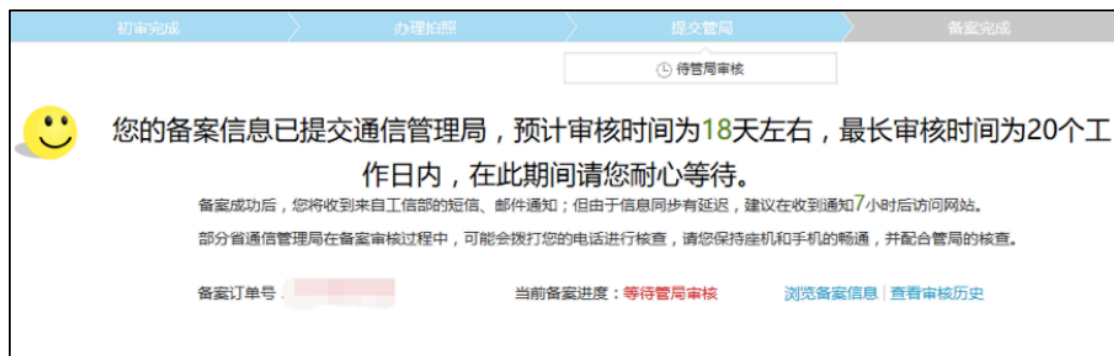 初审完成
办理拍照
提交管局
备案完成
待管局审核
您的备案信息已提交通信管理局，预计审核时间为18天左右，最长审核时间为20个工
作日内，在此期间请您耐心等待。
备案成功后，您将收到来自工信部的短信、邮件通知；但由于信息同步有延迟，建议在收到通知7小时后访问网站。
部分省通信管理局在备案审核过程中，可能会拨打您的电话进行核查，请您保持座机和手机的畅通，并配合管局的核查。
备案订单号： 当前备案进度：等待管局审核 浏览备案信息 | 查看审核历史